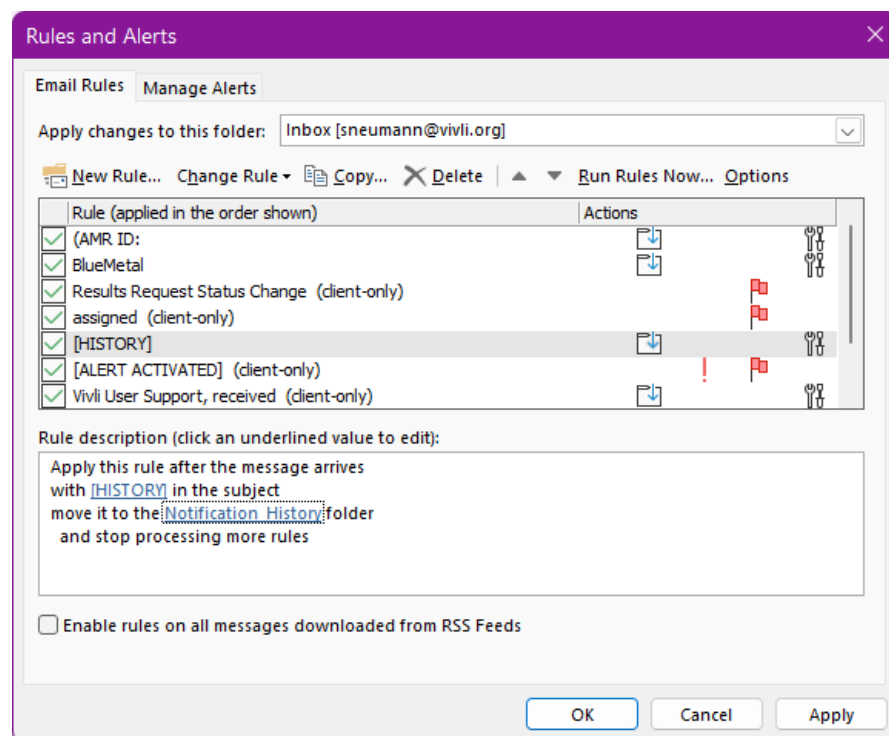 Rules and Alerts
Email Rules Manage Alerts
Apply changes to this folder: Inbox [sneumann@vivli.org]
New Rule... Change Rule Copy... Delete Run Rules Now... Options
Rule (applied in the order shown) Actions
(AMR ID:
BlueMetal
Results Request Status Change (client-only)
assigned (client-only)
[HISTORY]
[ALERT ACTIVATED] (client-only)
Vivli User Support, received (client-only)
Rule description (click an underlined value to edit):
Apply this rule after the message arrives
with [HISTORY] in the subject
move it to the Notification_History folder
and stop processing more rules
Enable rules on all messages downloaded from RSS Feeds
OK Cancel Apply